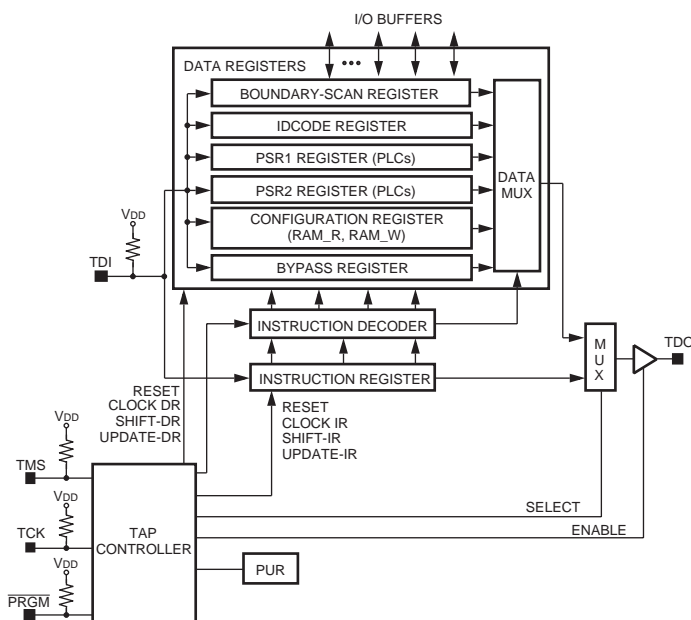 I/O BUFFERS
DATA REGISTERS
BOUNDARY-SCAN REGISTER
IDCODE REGISTER
PSR1 REGISTER (PLCs)
PSR2 REGISTER (PLCs)
CONFIGURATION REGISTER
(RAM_R, RAM_W)
BYPASS REGISTER
DATA
MUX
VDD
TDI
INSTRUCTION DECODER
INSTRUCTION REGISTER
M
U
X
TDO
RESET
CLOCK DR
SHIFT-DR
UPDATE-DR
RESET
CLOCK IR
SHIFT-IR
UPDATE-IR
VDD
TMS
VDD
TCK
VDD
PRGM
TAP
CONTROLLER
SELECT
ENABLE
PUR